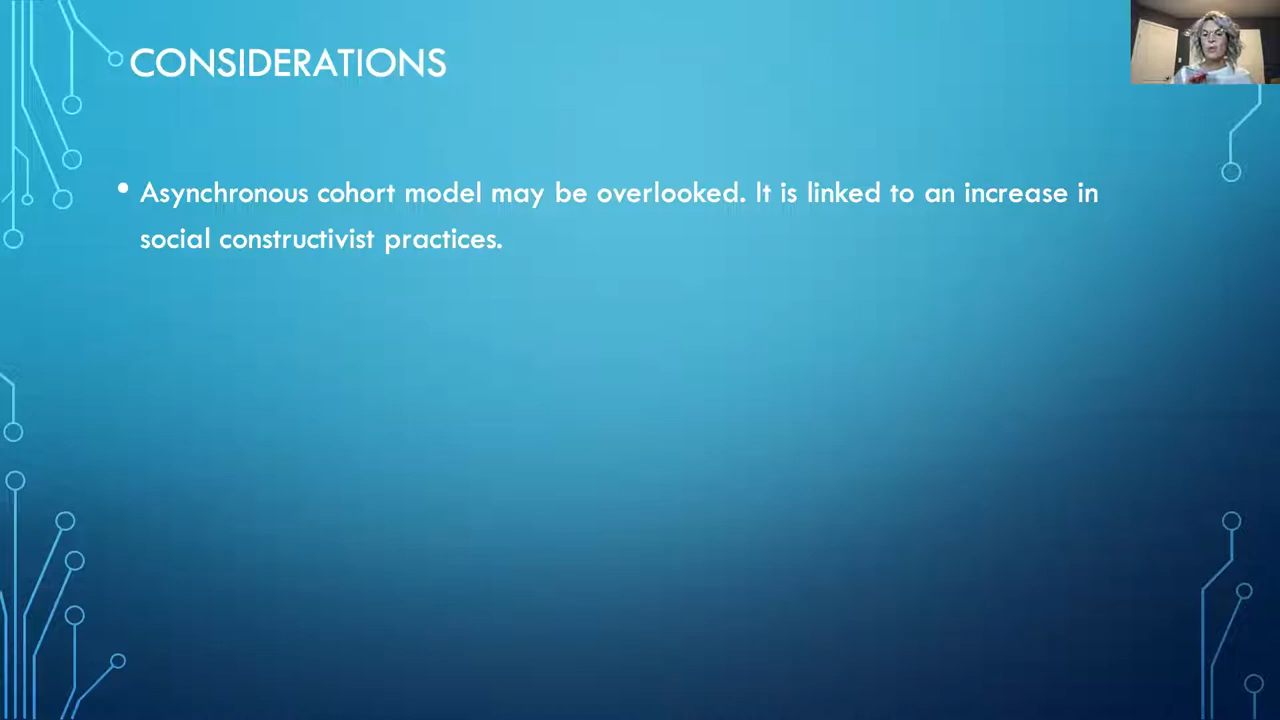 CONSIDERATIONS
• Asynchronous cohort model may be overlooked. It is linked to an increase in
social constructivist practices.